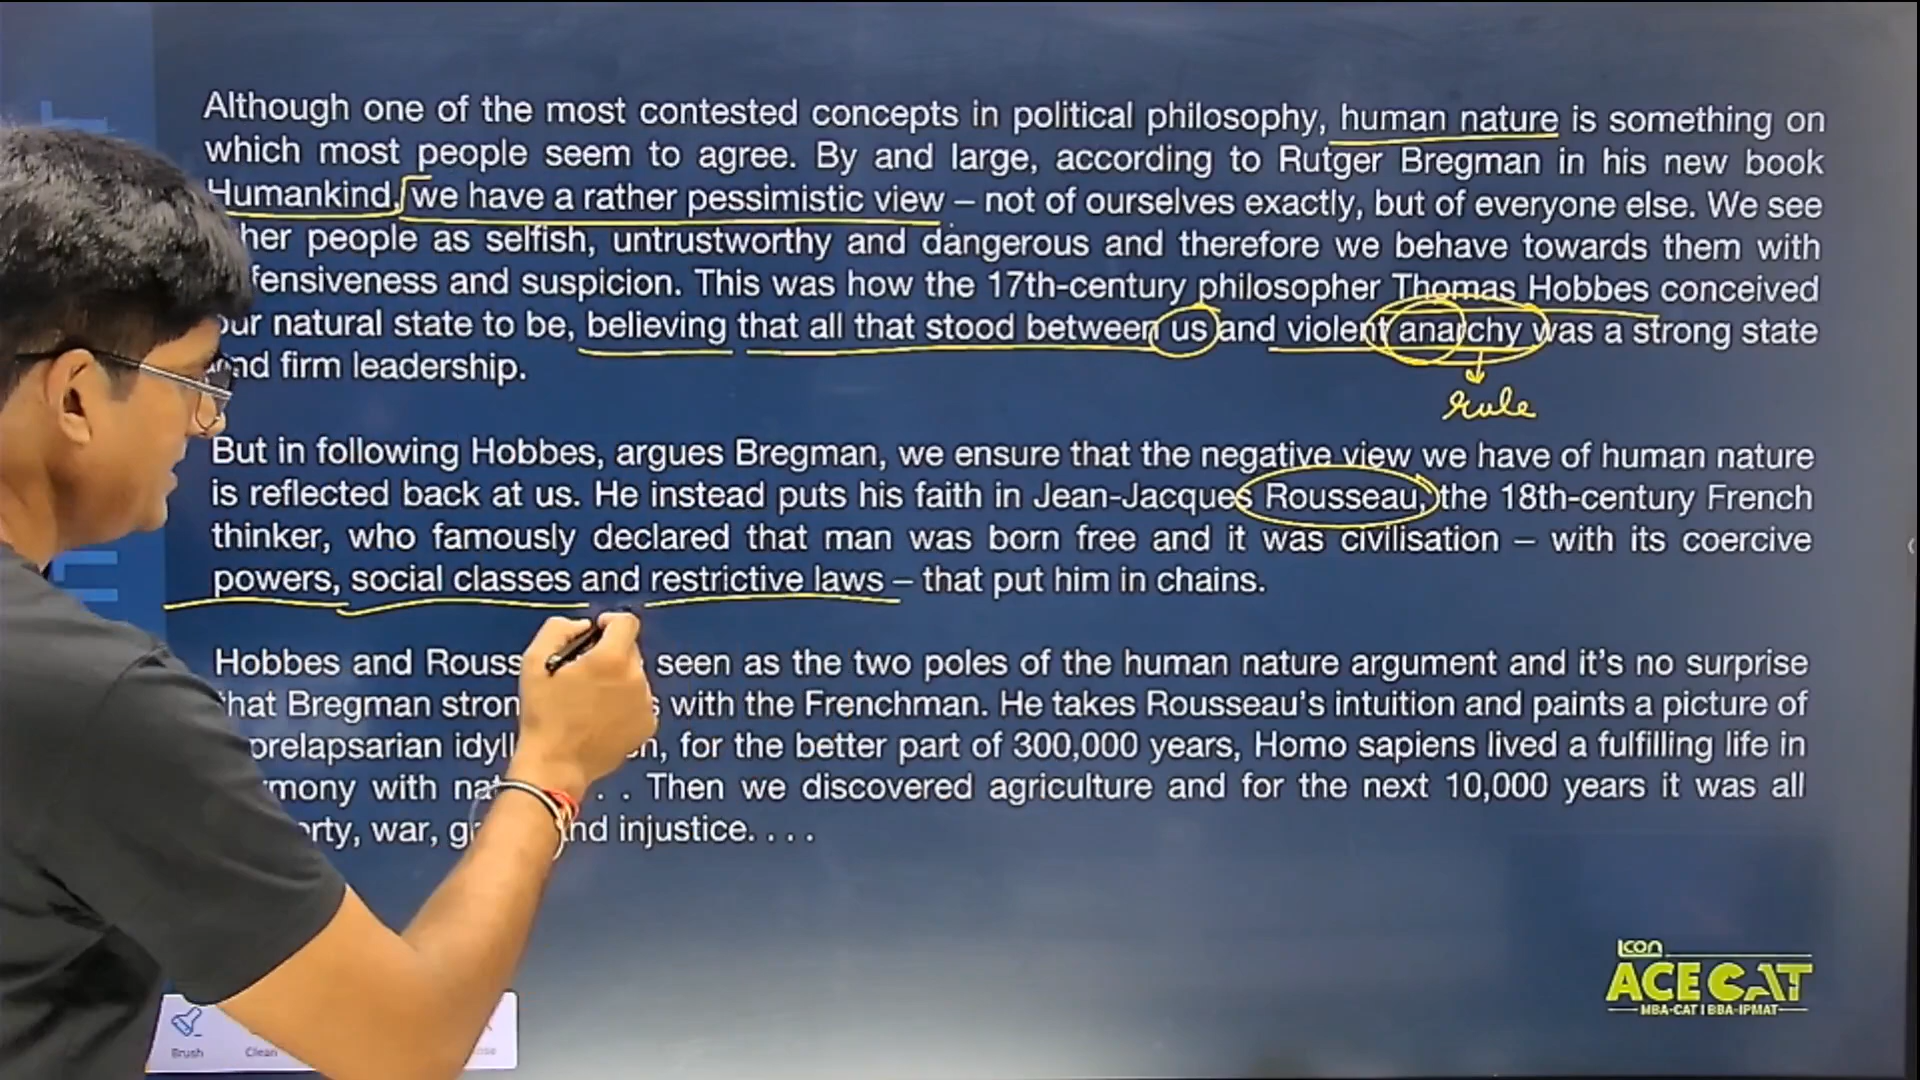 Although one of the most contested concepts in political philosophy, human nature is something on
which most people seem to agree. By and large, according to Rutger Bregman in his new book
Humankind, we have a rather pessimistic view – not of ourselves exactly, but of everyone else. We see
her people as selfish, untrustworthy and dangerous and therefore we behave towards them with
fensiveness and suspicion. This was how the 17th-century philosopher Thomas Hobbes conceived
our natural state to be, believing that all that stood between us and violent anarchy was a strong state
and firm leadership.
rule
But in following Hobbes, argues Bregman, we ensure that the negative view we have of human nature
is reflected back at us. He instead puts his faith in Jean-Jacques Rousseau, the 18th-century French
thinker, who famously declared that man was born free and it was civilisation – with its coercive
powers, social classes and restrictive laws – that put him in chains.
Hobbes and Rouss seen as the two poles of the human nature argument and it's no surprise
that Bregman stron with the Frenchman. He takes Rousseau's intuition and paints a picture of
prelapsarian idyll for the better part of 300,000 years, Homo sapiens lived a fulfilling life in
mony with nat . . Then we discovered agriculture and for the next 10,000 years it was all
rty, war, g nd injustice. . . .
Brush Clean
icon
ACE CAT
MBA-CAT | BBA-IPMAT